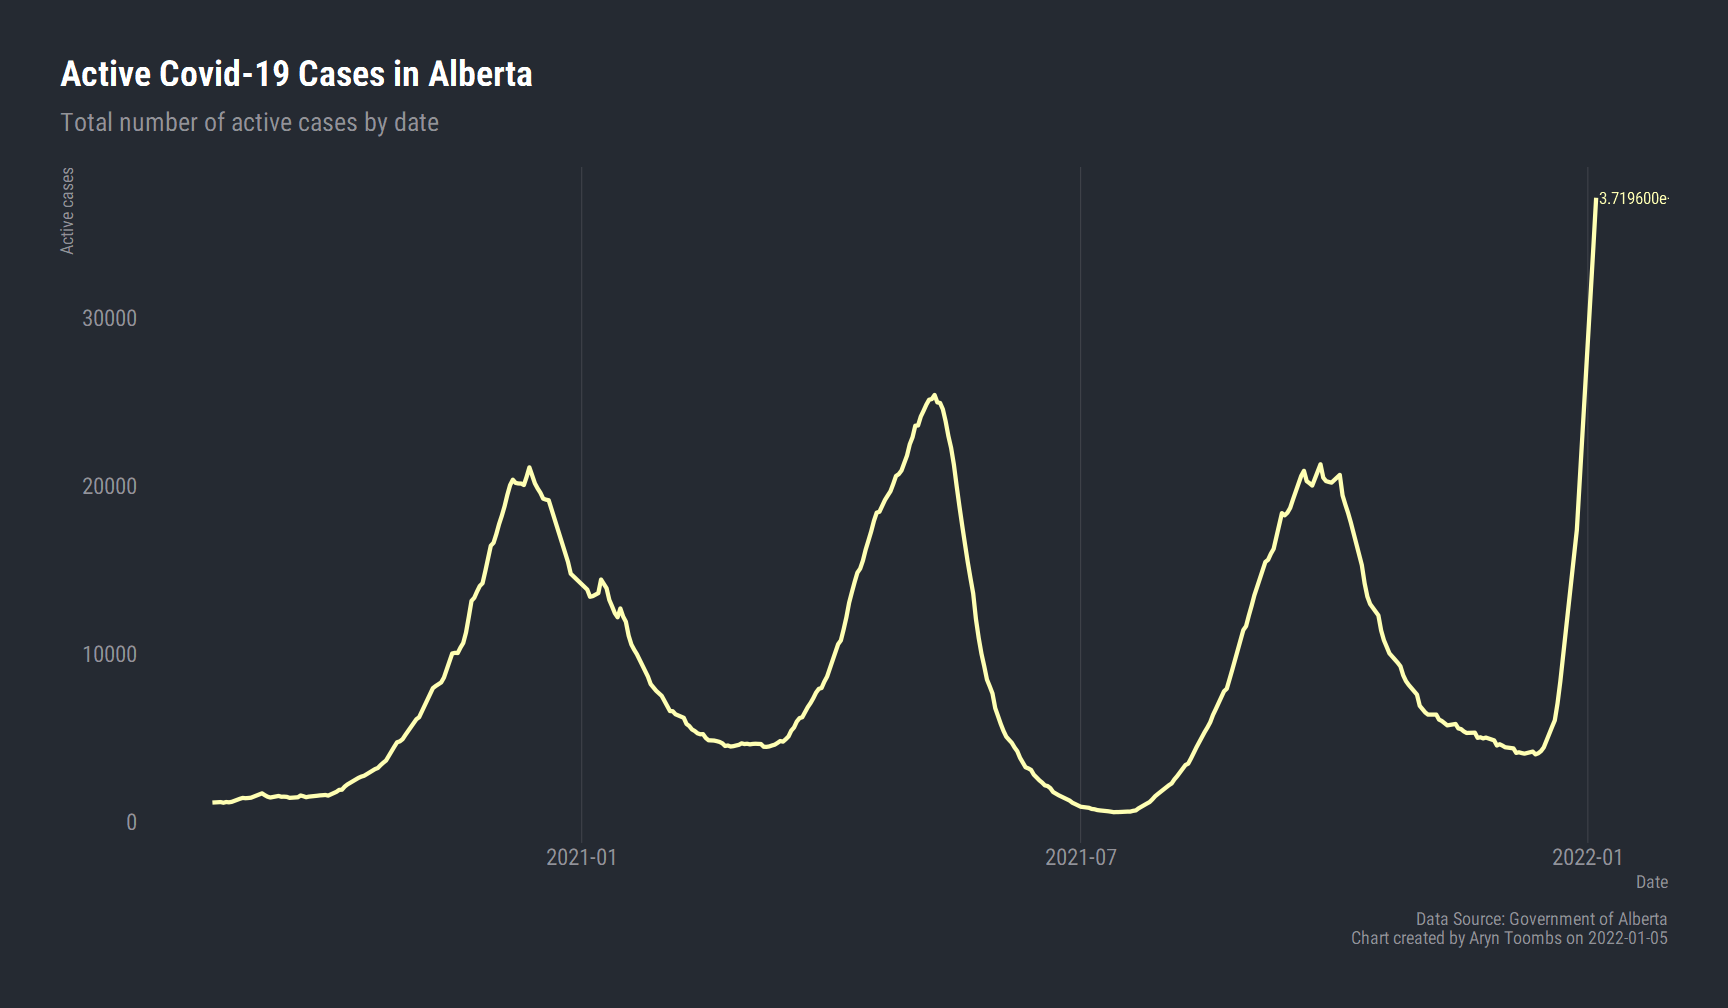 Active Covid-19 Cases in Alberta
Total number of active cases by date
Active cases
3.719600e-
30000
20000
10000
0
2021-01
2021-07
2022-01
Date
Data Source: Government of Alberta
Chart created by Aryn Toombs on 2022-01-05